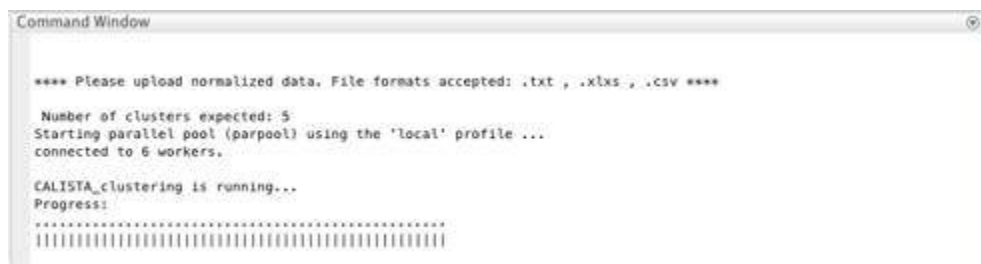 Command Window
**** Please upload normalized data. File formats accepted: .txt , .xlxs , .csv ****
Number of clusters expected: 5
Starting parallel pool (parpool) using the 'local' profile ...
connected to 6 workers.
CALISTA_clustering is running...
Progress:
..................................................
||||||||||||||||||||||||||||||||||||||||||||||||||